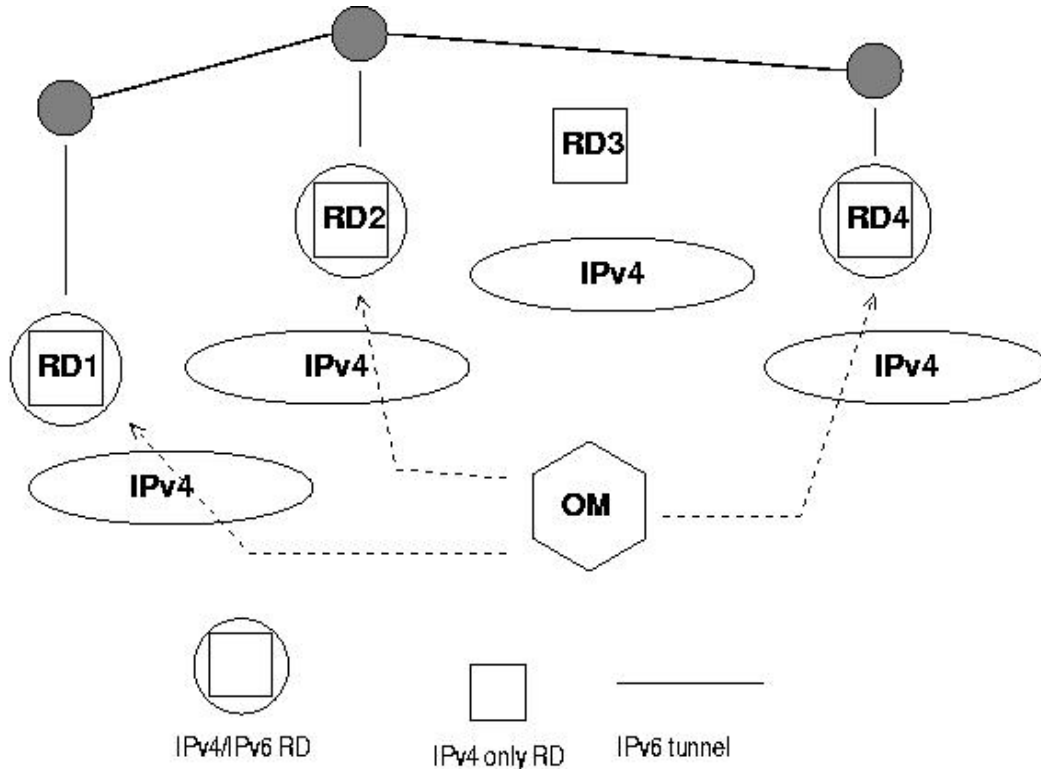 RD3
RD2
RD4
IPv4
RD1
IPv4
IPv4
IPv4
OM
IPv4/IPv6 RD
IPv4 only RD
IPv6 tunnel